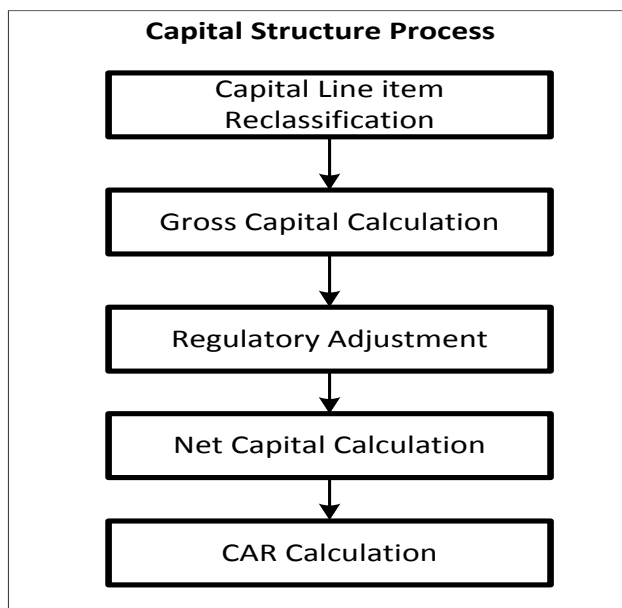 Capital Structure Process
Capital Line item
Reclassification
Gross Capital Calculation
Regulatory Adjustment
Net Capital Calculation
CAR Calculation